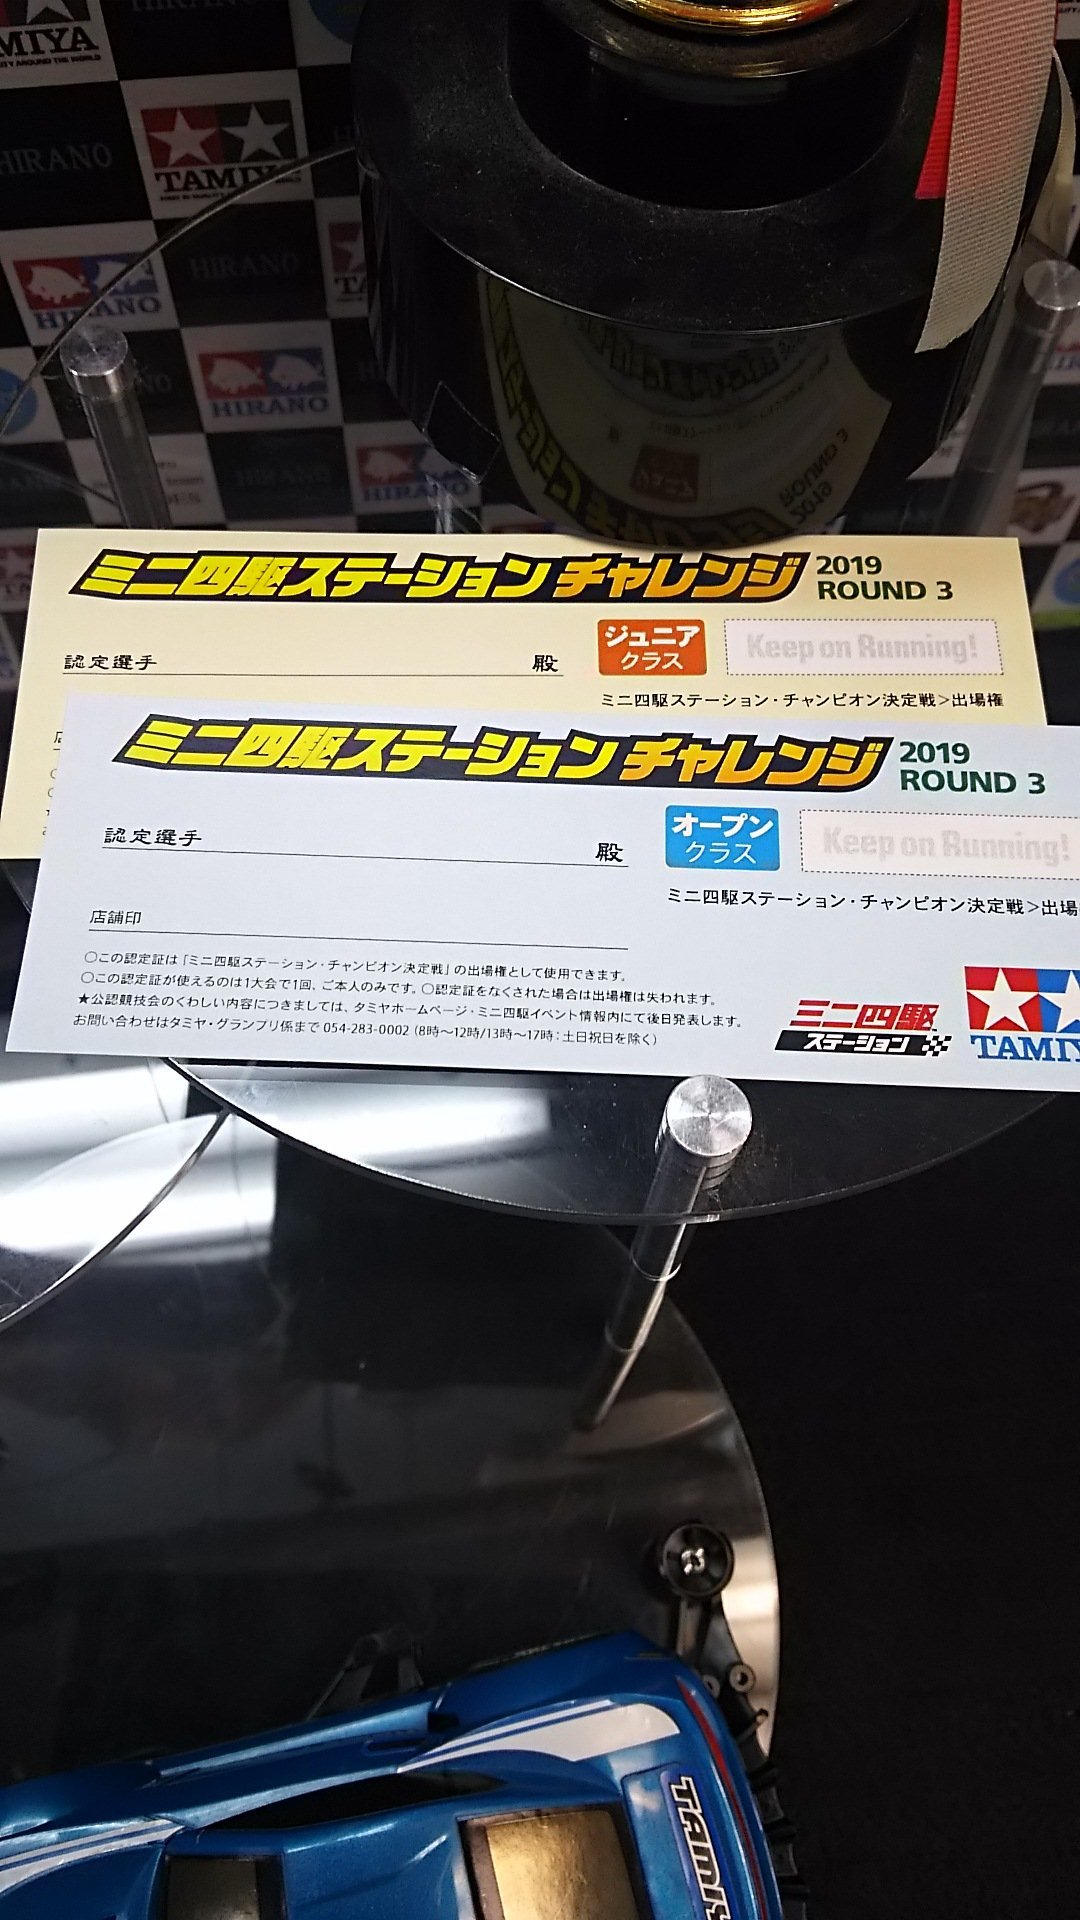 MIYA
TAMIYA
HIRANO
HIRANO
HIRANO
HIRANO
HIRANO
ミニ四駆ステーション チャレンジ 2019
ROUND 3
認定選手 殿
ジュニア
クラス
Keep on Running!
ミニ四駆ステーション・チャンピオン決定戦>出場権
ミニ四駆ステーション チャレンジ 2019
ROUND 3
認定選手 殿
オープン
クラス
Keep on Running!
ミニ四駆ステーション・チャンピオン決定戦>出場
店舗印
○この認定証は「ミニ四駆ステーション・チャンピオン決定戦」の出場権として使用できます。
○この認定証が使えるのは1大会で1回、ご本人のみです。○認定証をなくされた場合は出場権は失われます。
★公認競技会のくわしい内容につきましては、タミヤホームページ・ミニ四駆イベント情報内にて後日発表します。
お問い合わせはタミヤ・グランプリ係まで 054-283-0002 (8時〜12時/13時〜17時:土日祝日を除く)
ミニ四駆
ステーション
TAMIY
TAMIY